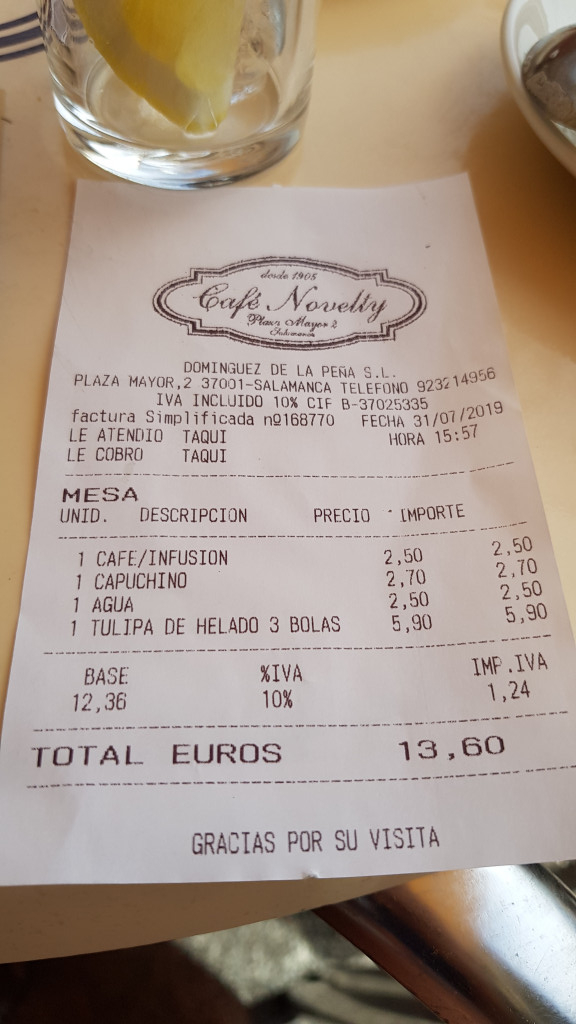 desde 1905
Café Novelty
Plaza Mayor 2
Salamanca
DOMINGUEZ DE LA PEÑA S.L.
PLAZA MAYOR,2 37001-SALAMANCA TELEFONO 923214956
IVA INCLUIDO 10% CIF B-37025335
factura Simplificada nº168770 FECHA 31/07/2019
LE ATENDIO TAQUI HORA 15:57
LE COBRO TAQUI
MESA
UNID. DESCRIPCION PRECIO IMPORTE
1 CAFE/INFUSION 2,50 2,50
1 CAPUCHINO 2,70 2,70
1 AGUA 2,50 2,50
1 TULIPA DE HELADO 3 BOLAS 5,90 5,90
BASE %IVA IMP.IVA
12,36 10% 1,24
TOTAL EUROS 13,60
GRACIAS POR SU VISITA